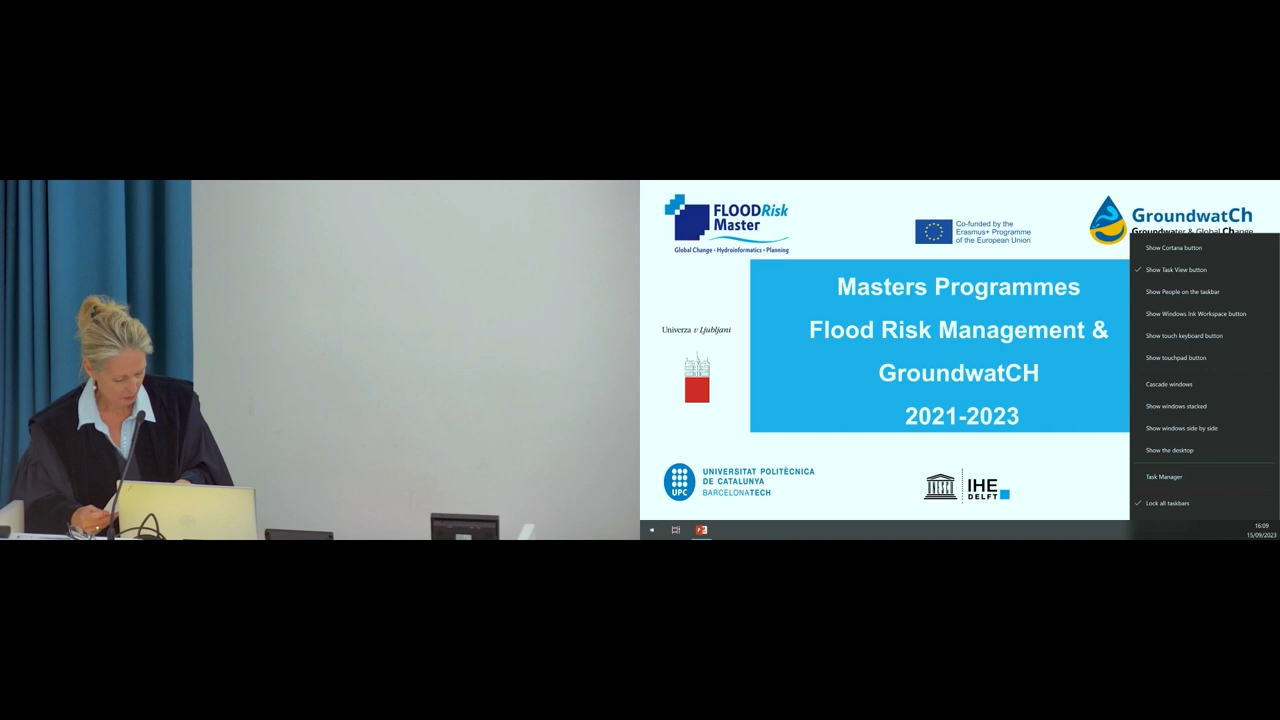 FLOODRisk
Master
Global Change • Hydroinformatics • Planning
Co-funded by the
Erasmus+ Programme
of the European Union
GroundwatCh
Groundwater & Global Change
Masters Programmes
Flood Risk Management &
GroundwatCH
2021-2023
Univerza v Ljubljani
UPC
UNIVERSITAT POLITÈCNICA
DE CATALUNYA
BARCELONATECH
IHE
DELFT
Show Cortana button
Show Task View button
Show People on the taskbar
Show Windows Ink Workspace button
Show touch keyboard button
Show touchpad button
Cascade windows
Show windows stacked
Show windows side by side
Show the desktop
Task Manager
Lock all taskbars
16:09
15/09/2023